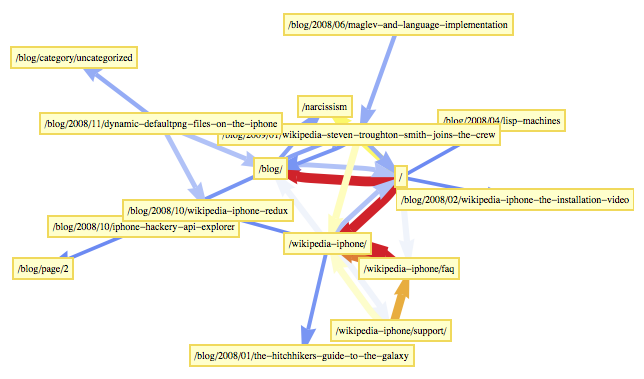 /blog/2008/06/maglev-and-language-implementation
/blog/category/uncategorized
/narcissism
/blog/2008/04/lisp-machines
/blog/2008/11/dynamic-defaultpng-files-on-the-iphone
/blog/2009/01/wikipedia-steven-troughton-smith-joins-the-crew
/blog/
/
/blog/2008/02/wikipedia-iphone-the-installation-video
/blog/2008/10/wikipedia-iphone-redux
/blog/2008/10/iphone-hackery-api-explorer
/wikipedia-iphone/
/blog/page/2
/wikipedia-iphone/faq
/wikipedia-iphone/support/
/blog/2008/01/the-hitchhikers-guide-to-the-galaxy